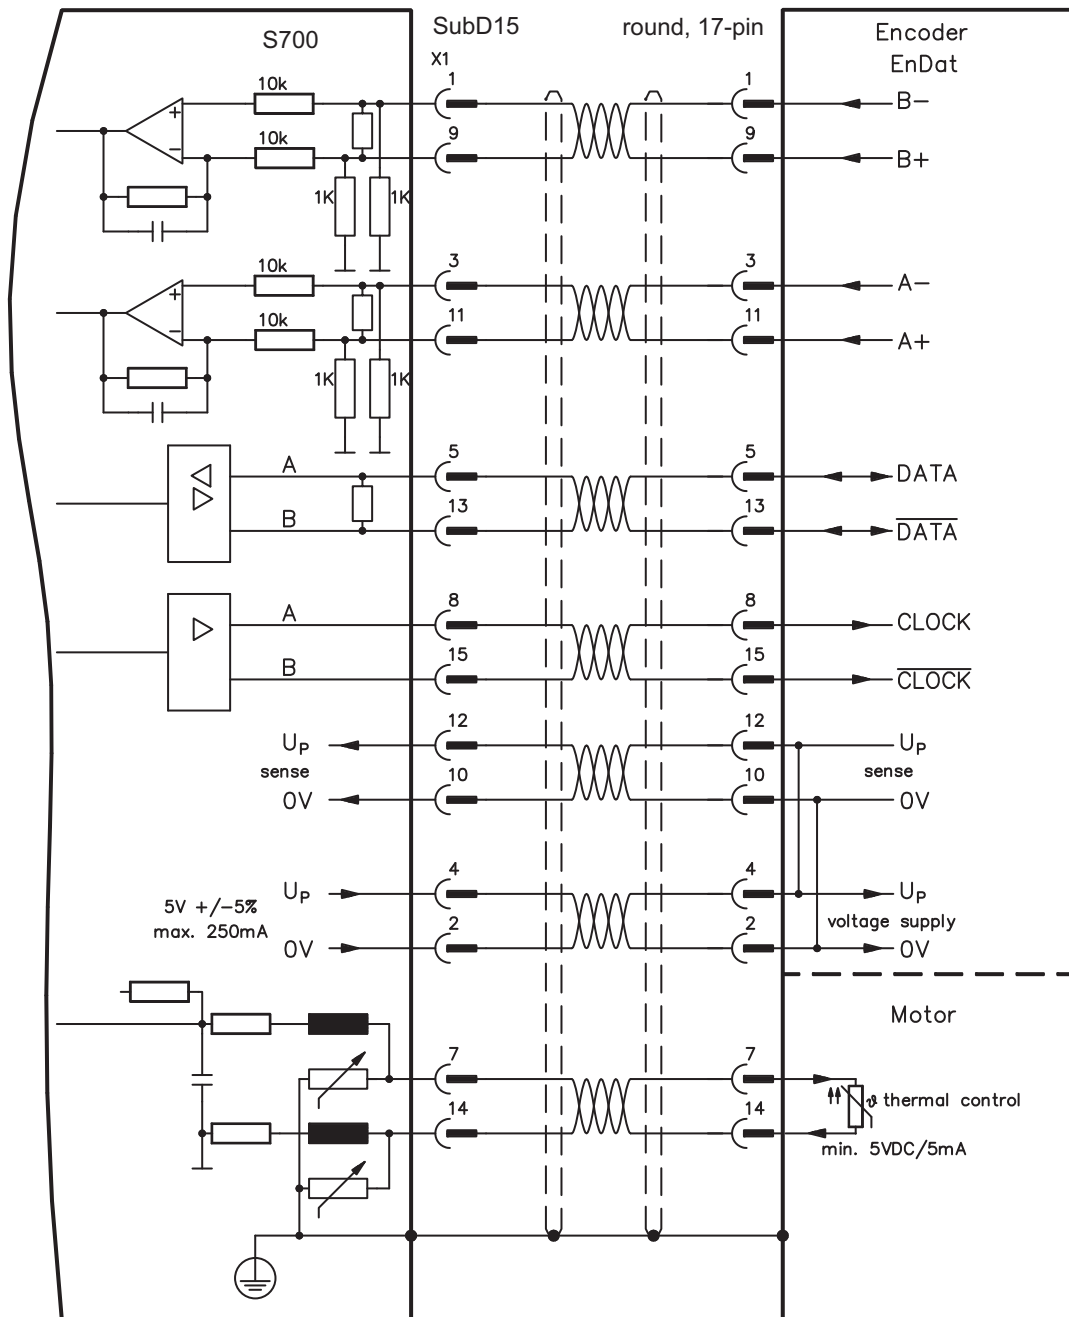 S700 SubD15 round, 17-pin Encoder
EnDat
X1
10k 1 1 B−
+
10k 9 9 B+
−
1K 1K
10k 3 3 A−
+
10k 11 11 A+
−
1K 1K
A 5 5 DATA
B 13 13 DATA
A 8 8 CLOCK
B 15 15 CLOCK
UP 12 12 UP
sense sense
0V 10 10 0V
UP 4 4 UP
5V +/−5% voltage supply
max. 250mA
0V 2 2 0V
Motor
7 7
ϑ thermal control
14 14
min. 5VDC/5mA